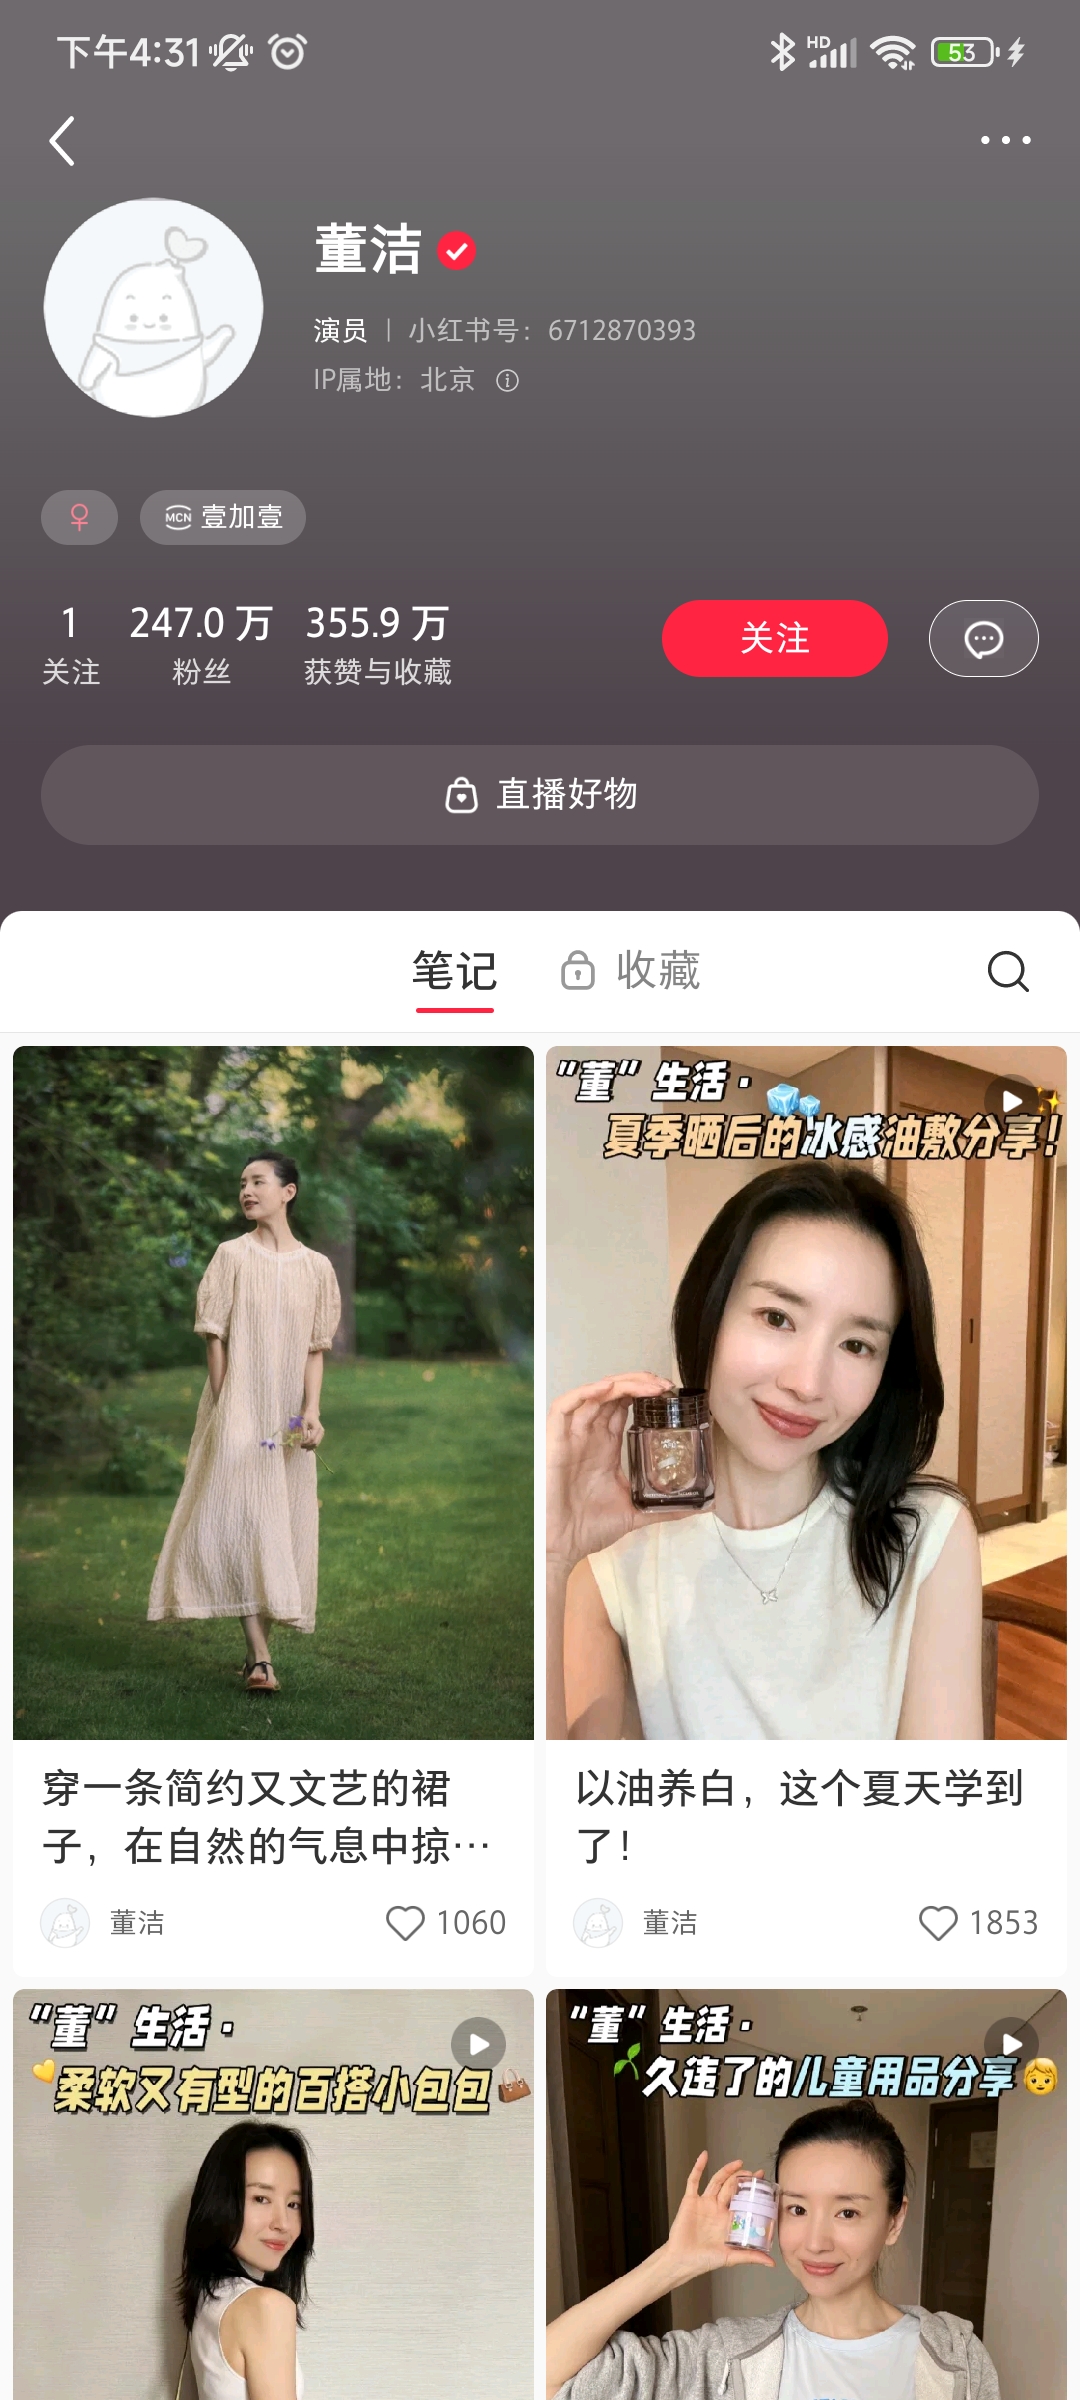 下午4:31
HD
53
董洁
演员 | 小红书号：6712870393
IP属地：北京
MCN 壹加壹
1 247.0 万 355.9 万
关注 粉丝 获赞与收藏
关注
直播好物
笔记 收藏
"董" 生活·
夏季晒后的冰感油敷分享！
穿一条简约又文艺的裙
子，在自然的气息中掠…
董洁 1060
以油养白，这个夏天学到
了！
董洁 1853
"董" 生活·
柔软又有型的百搭小包包
"董" 生活·
久违了的儿童用品分享